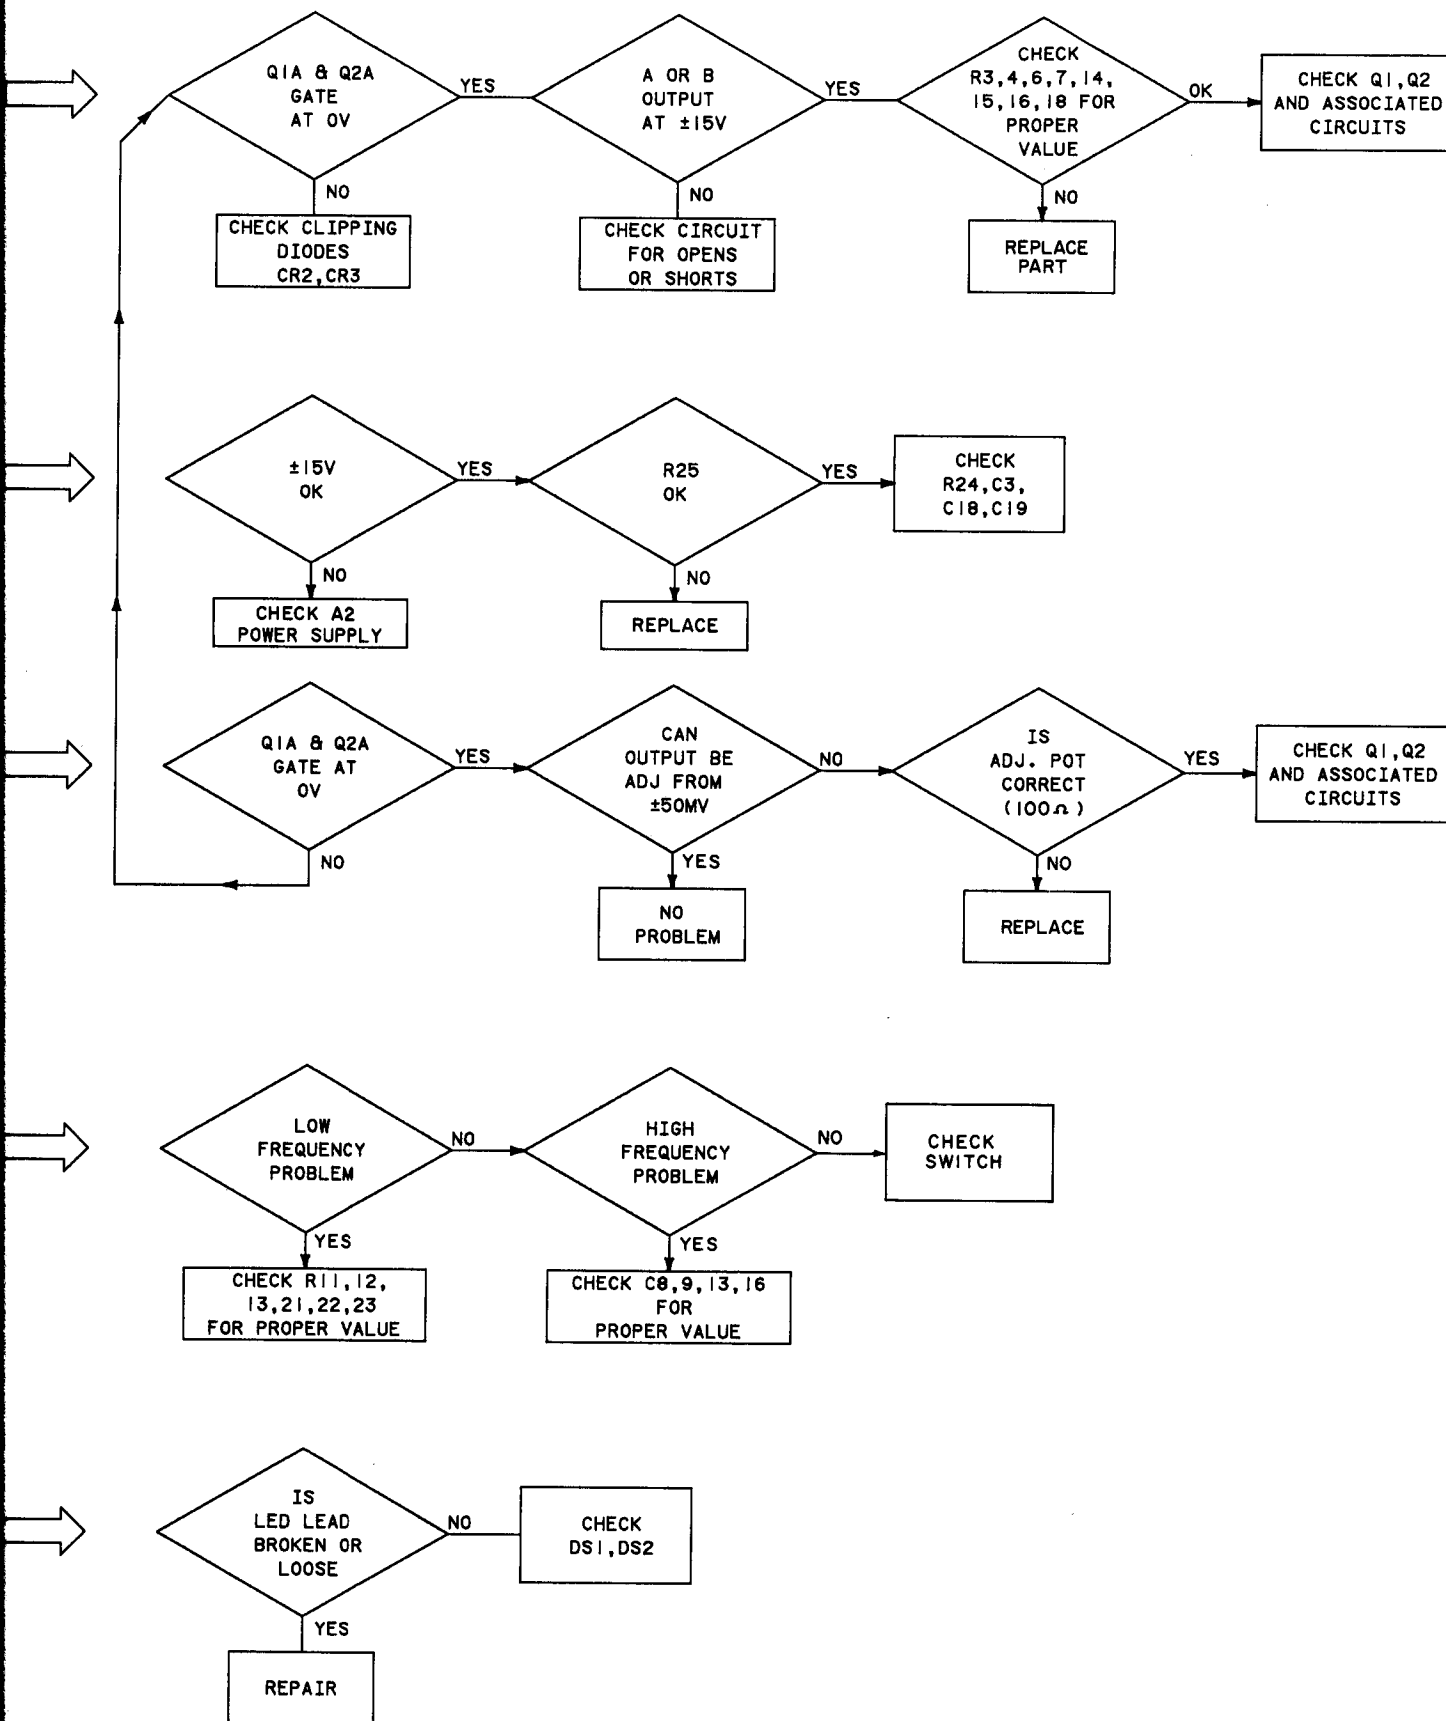 Q1A & Q2A
GATE
AT 0V
YES
NO
CHECK CLIPPING
DIODES
CR2,CR3
A OR B
OUTPUT
AT ±15V
YES
NO
CHECK CIRCUIT
FOR OPENS
OR SHORTS
CHECK
R3,4,6,7,14,
15,16,18 FOR
PROPER
VALUE
OK
NO
REPLACE
PART
CHECK Q1,Q2
AND ASSOCIATED
CIRCUITS
±15V
OK
YES
NO
CHECK A2
POWER SUPPLY
R25
OK
YES
NO
REPLACE
CHECK
R24,C3,
C18,C19
Q1A & Q2A
GATE AT
0V
YES
NO
CAN
OUTPUT BE
ADJ FROM
±50MV
NO
YES
NO
PROBLEM
IS
ADJ. POT
CORRECT
(100Ω)
YES
NO
REPLACE
CHECK Q1,Q2
AND ASSOCIATED
CIRCUITS
LOW
FREQUENCY
PROBLEM
NO
YES
CHECK R11,12,
13,21,22,23
FOR PROPER VALUE
HIGH
FREQUENCY
PROBLEM
NO
YES
CHECK C8,9,13,16
FOR
PROPER VALUE
CHECK
SWITCH
IS
LED LEAD
BROKEN OR
LOOSE
NO
YES
REPAIR
CHECK
DS1,DS2